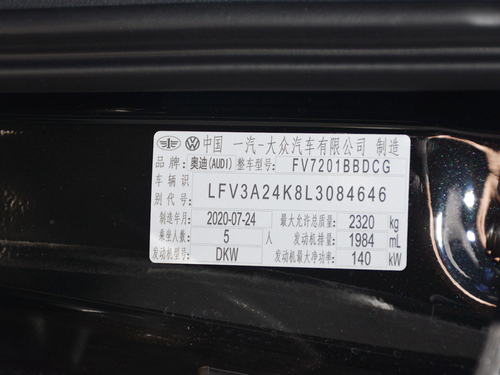 中国 一汽-大众汽车有限公司 制造
品牌: 奥迪(AUDI) 整车型号: FV7201BBDCG
车辆识别代号: LFV3A24K8L3084646
制造年月: 2020-07-24 最大允许总质量: 2320 kg
乘坐人数: 5 人 发动机排量: 1984 mL
发动机型号: DKW 发动机最大净功率: 140 kW